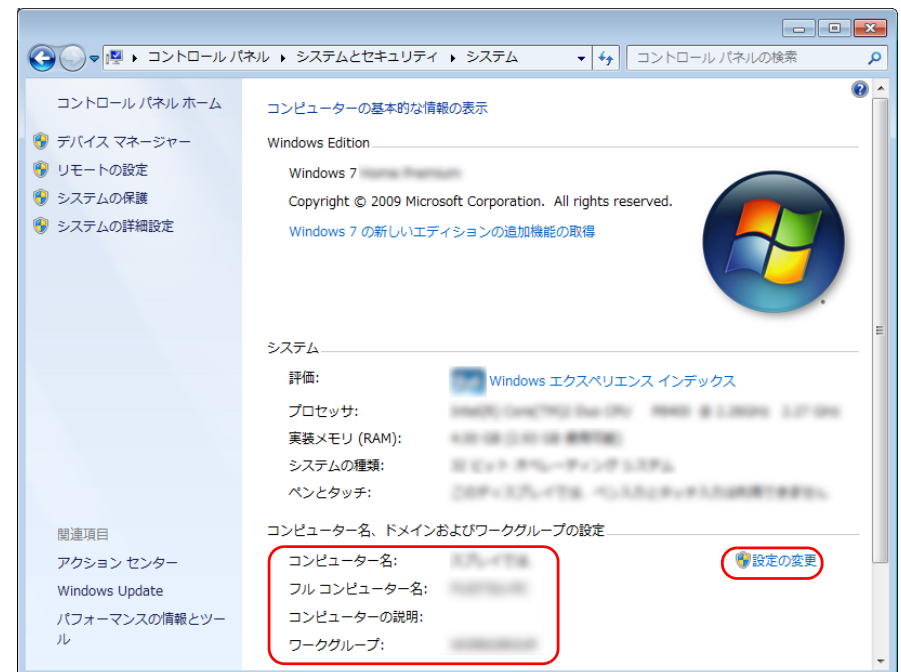 コントロール パネル ▸ システムとセキュリティ ▸ システム
コントロール パネルの検索
コントロール パネル ホーム
デバイス マネージャー
リモートの設定
システムの保護
システムの詳細設定
コンピューターの基本的な情報の表示
Windows Edition
Windows 7
Copyright © 2009 Microsoft Corporation. All rights reserved.
Windows 7 の新しいエディションの追加機能の取得
システム
評価:
Windows エクスペリエンス インデックス
プロセッサ:
実装メモリ (RAM):
システムの種類:
ペンとタッチ:
コンピューター名、ドメインおよびワークグループの設定
コンピューター名:
設定の変更
フル コンピューター名:
コンピューターの説明:
ワークグループ:
関連項目
アクション センター
Windows Update
パフォーマンスの情報とツー
ル